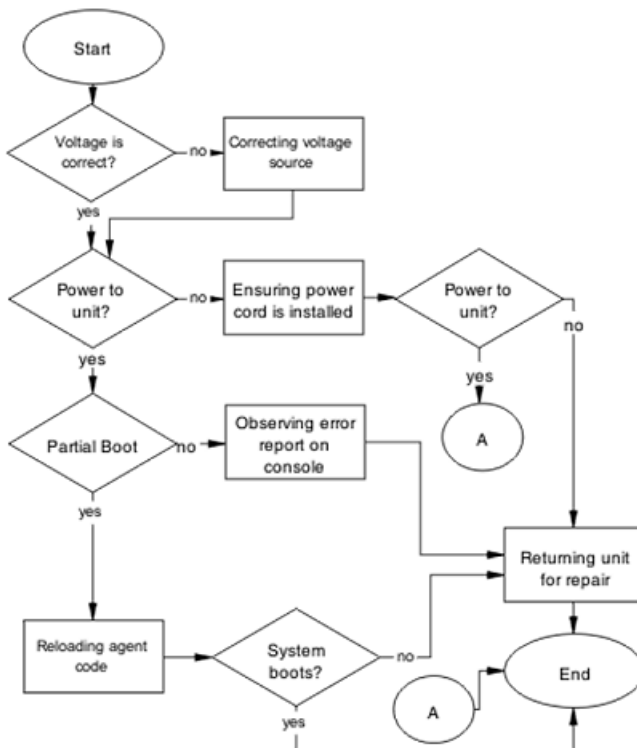 Start
Voltage is
correct?
no
Correcting voltage
source
yes
Power to
unit?
no
Ensuring power
cord is installed
Power to
unit?
no
yes
yes
A
Partial Boot
no
Observing error
report on
console
yes
Returning unit
for repair
Reloading agent
code
System
boots?
no
End
A
yes